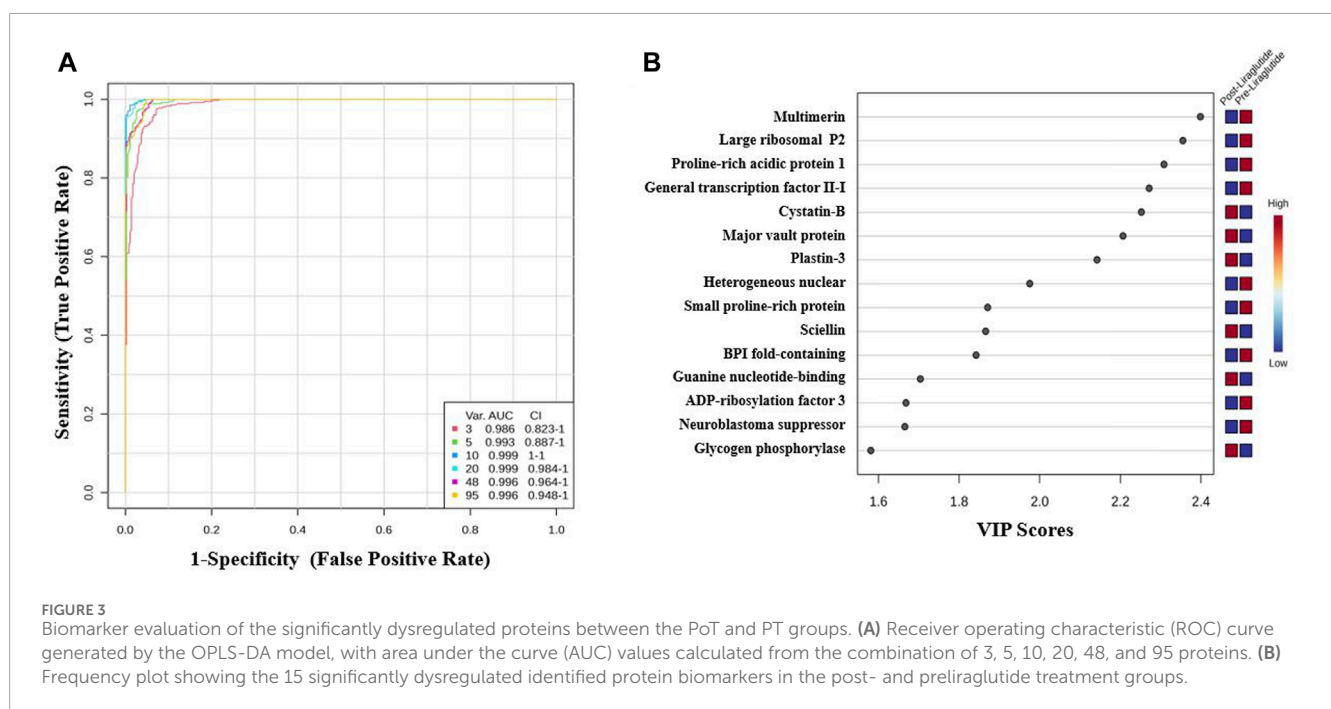 A
Sensitivity (True Positive Rate)
1.0
0.8
0.6
0.4
0.2
0.0
0.0 0.2 0.4 0.6 0.8 1.0
1-Specificity (False Positive Rate)
Var. AUC CI
3 0.986 0.823-1
5 0.993 0.887-1
10 0.999 1-1
20 0.999 0.984-1
48 0.996 0.964-1
95 0.996 0.948-1
B
Post-Liraglutide
Pre-Liraglutide
Multimerin
Large ribosomal P2
Proline-rich acidic protein 1
General transcription factor II-I
Cystatin-B
Major vault protein
Plastin-3
Heterogeneous nuclear
Small proline-rich protein
Sciellin
BPI fold-containing
Guanine nucleotide-binding
ADP-ribosylation factor 3
Neuroblastoma suppressor
Glycogen phosphorylase
1.6 1.8 2.0 2.2 2.4
VIP Scores
High
Low
FIGURE 3
Biomarker evaluation of the significantly dysregulated proteins between the PoT and PT groups. (A) Receiver operating characteristic (ROC) curve
generated by the OPLS-DA model, with area under the curve (AUC) values calculated from the combination of 3, 5, 10, 20, 48, and 95 proteins. (B)
Frequency plot showing the 15 significantly dysregulated identified protein biomarkers in the post- and preliraglutide treatment groups.